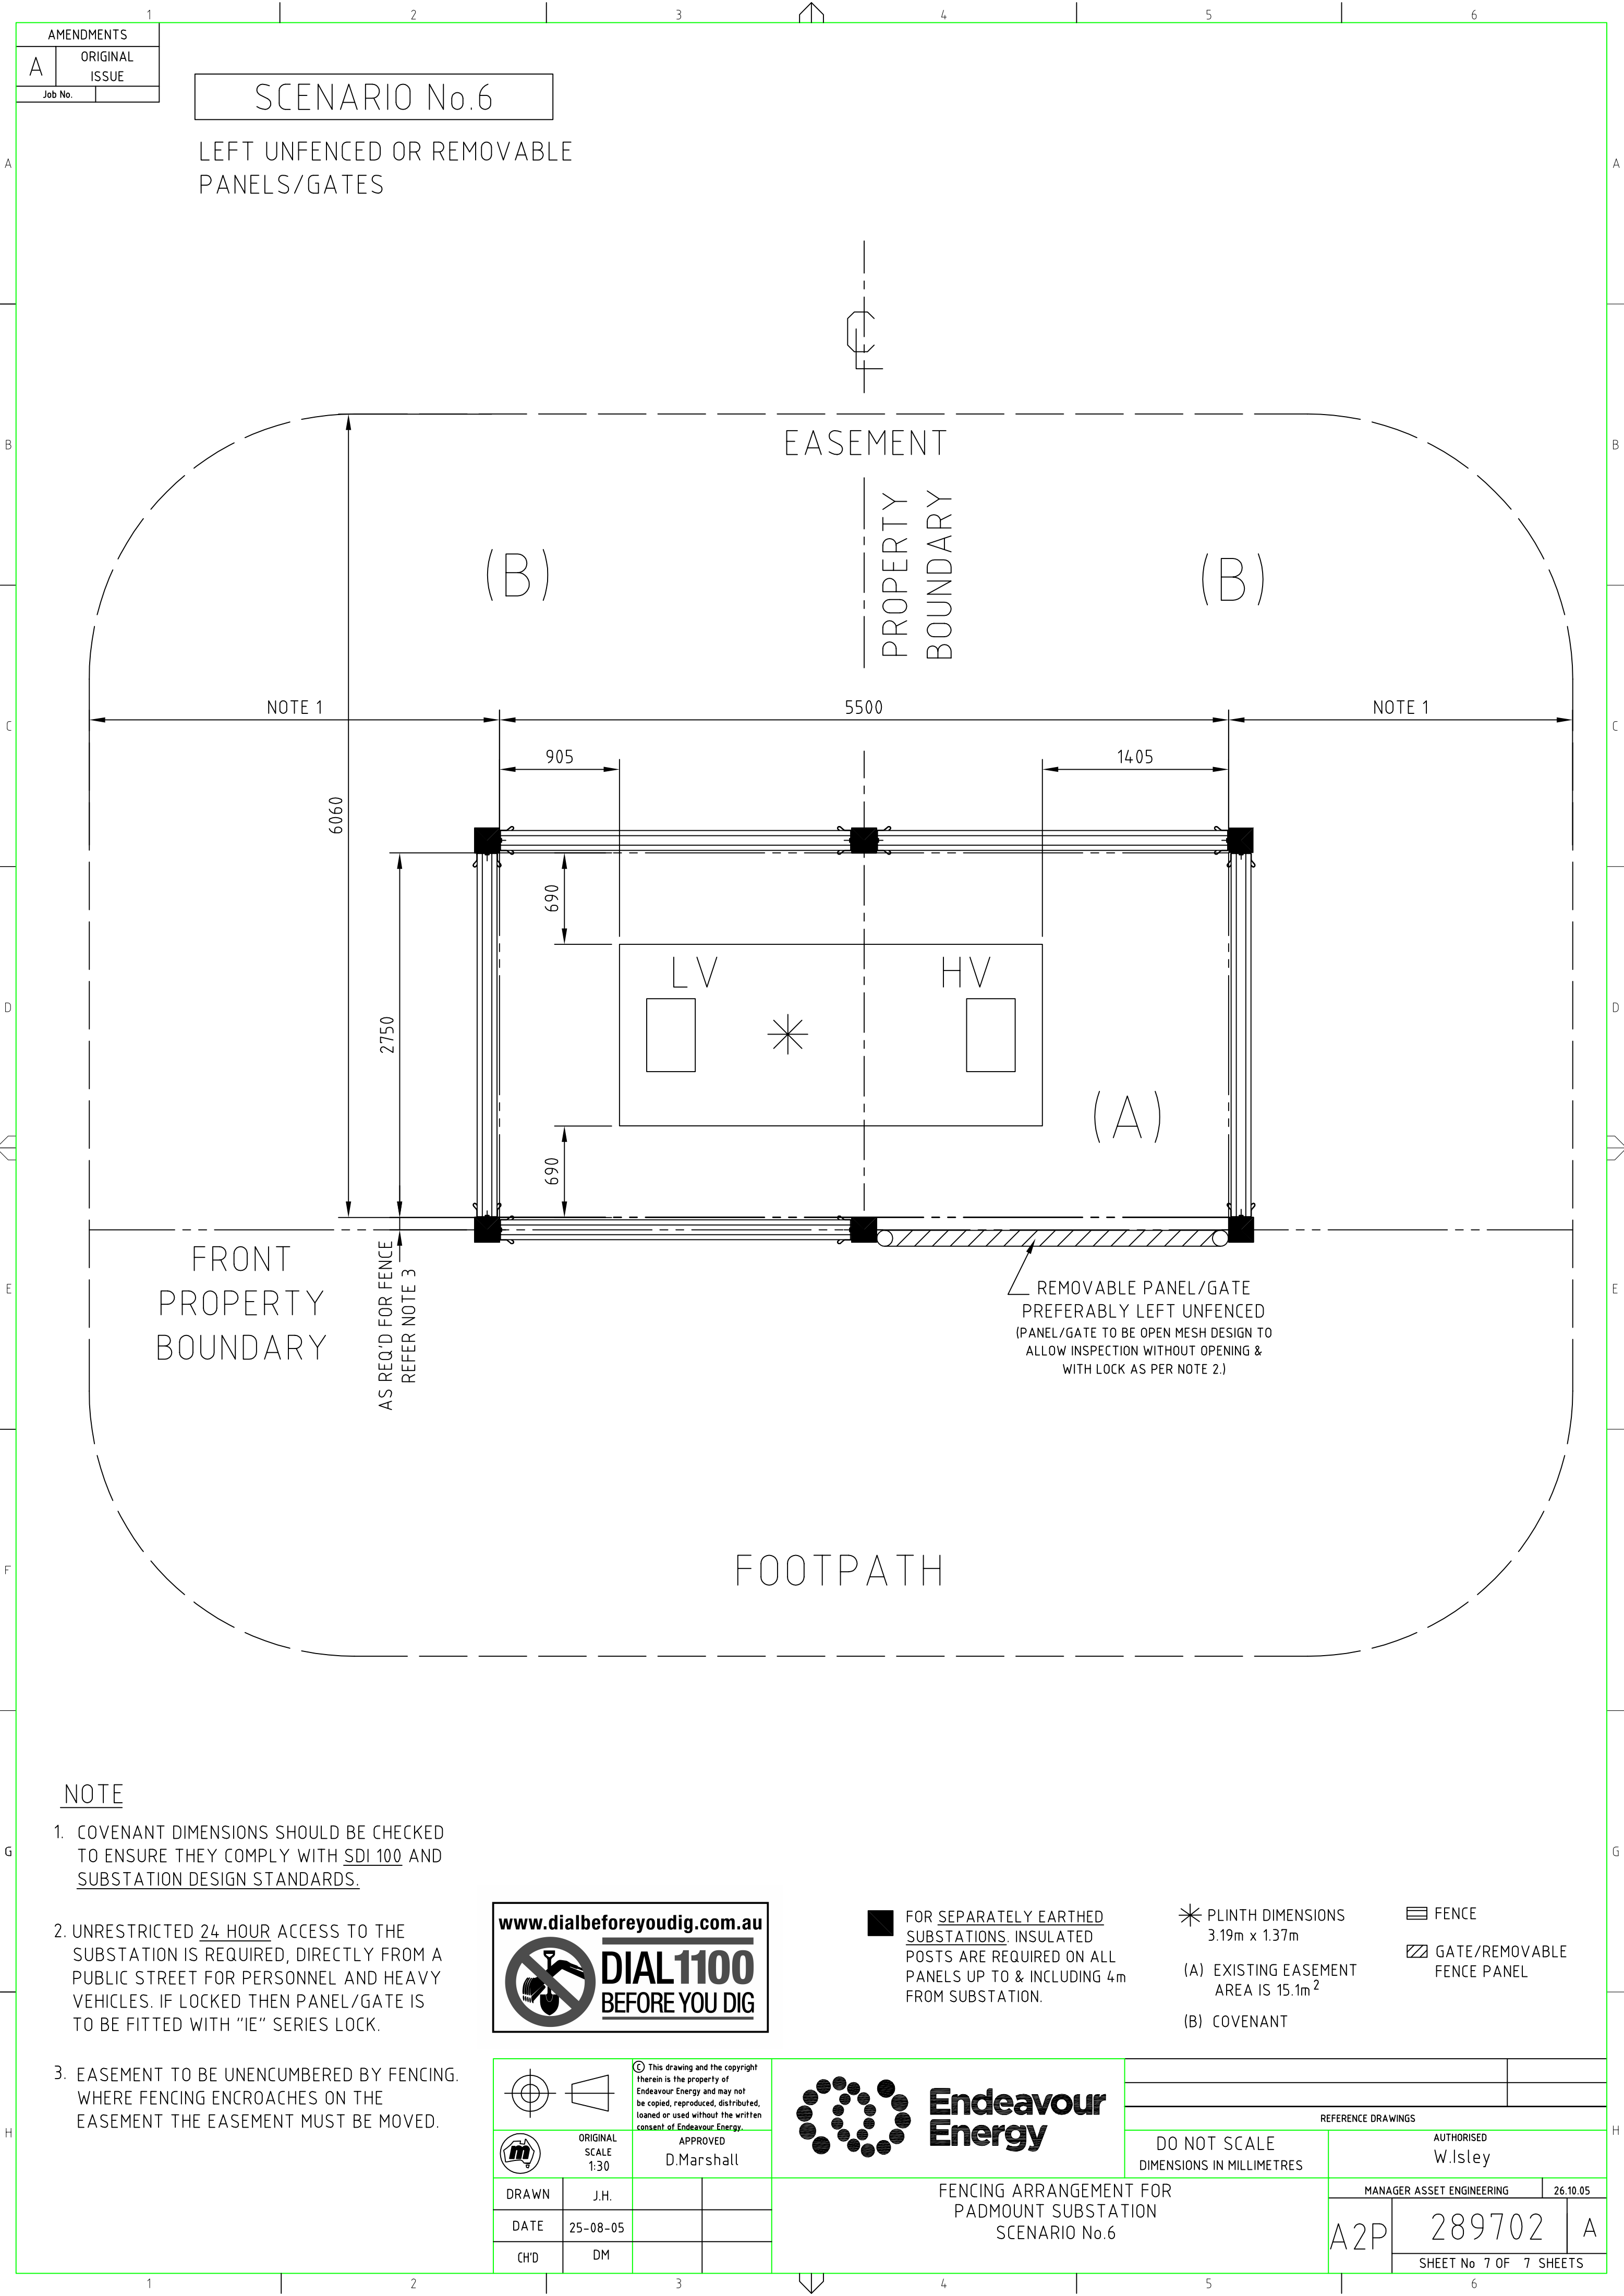 1 2 3 4 5 6
AMENDMENTS
A ORIGINAL
ISSUE
Job No.
SCENARIO No.6
LEFT UNFENCED OR REMOVABLE
PANELS/GATES
A A
B B
C C
D D
E E
F F
G G
H H
℄
EASEMENT
PROPERTY
BOUNDARY
(B) (B)
NOTE 1 5500 NOTE 1
905 1405
6060
690
2750
LV HV
(A)
690
FRONT
PROPERTY
BOUNDARY
AS REQ'D FOR FENCE
REFER NOTE 3
REMOVABLE PANEL/GATE
PREFERABLY LEFT UNFENCED
(PANEL/GATE TO BE OPEN MESH DESIGN TO
ALLOW INSPECTION WITHOUT OPENING &
WITH LOCK AS PER NOTE 2.)
FOOTPATH
NOTE
1. COVENANT DIMENSIONS SHOULD BE CHECKED
TO ENSURE THEY COMPLY WITH SDI 100 AND
SUBSTATION DESIGN STANDARDS.
2. UNRESTRICTED 24 HOUR ACCESS TO THE
SUBSTATION IS REQUIRED, DIRECTLY FROM A
PUBLIC STREET FOR PERSONNEL AND HEAVY
VEHICLES. IF LOCKED THEN PANEL/GATE IS
TO BE FITTED WITH "IE" SERIES LOCK.
3. EASEMENT TO BE UNENCUMBERED BY FENCING.
WHERE FENCING ENCROACHES ON THE
EASEMENT THE EASEMENT MUST BE MOVED.
www.dialbeforeyoudig.com.au
DIAL1100
BEFORE YOU DIG
FOR SEPARATELY EARTHED
SUBSTATIONS. INSULATED
POSTS ARE REQUIRED ON ALL
PANELS UP TO & INCLUDING 4m
FROM SUBSTATION.
PLINTH DIMENSIONS
3.19m x 1.37m
(A) EXISTING EASEMENT
AREA IS 15.1m²
(B) COVENANT
FENCE
GATE/REMOVABLE
FENCE PANEL
© This drawing and the copyright
therein is the property of
Endeavour Energy and may not
be copied, reproduced, distributed,
loaned or used without the written
consent of Endeavour Energy.
m
ORIGINAL
SCALE
1:30
APPROVED
D.Marshall
DRAWN J.H.
DATE 25-08-05
CH'D DM
Endeavour
Energy
FENCING ARRANGEMENT FOR
PADMOUNT SUBSTATION
SCENARIO No.6
REFERENCE DRAWINGS
DO NOT SCALE
DIMENSIONS IN MILLIMETRES
AUTHORISED
W.Isley
MANAGER ASSET ENGINEERING 26.10.05
A2P 289702 A
SHEET No 7 OF 7 SHEETS
1 2 3 4 5 6